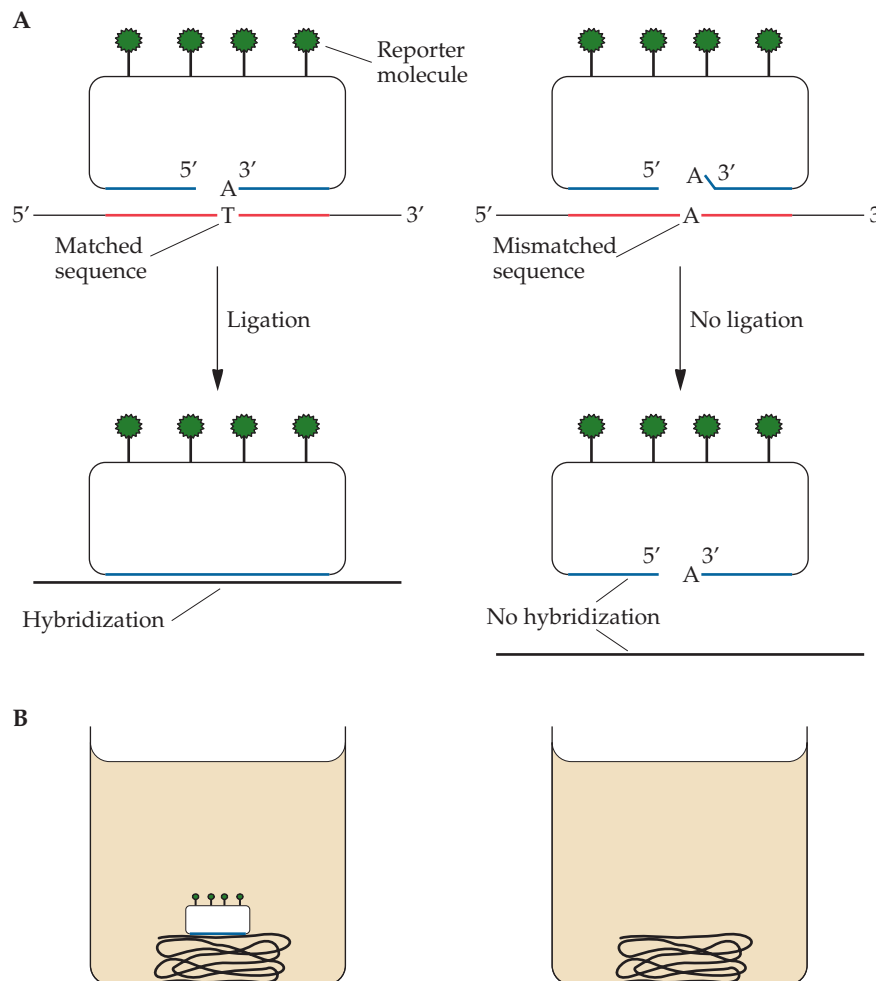 A
Reporter
molecule
5′ 3′
A
5′ T 3′
Matched
sequence
Ligation
Hybridization
5′ A 3′
5′ A 3′
Mismatched
sequence
No ligation
5′ 3′
A
No hybridization
B